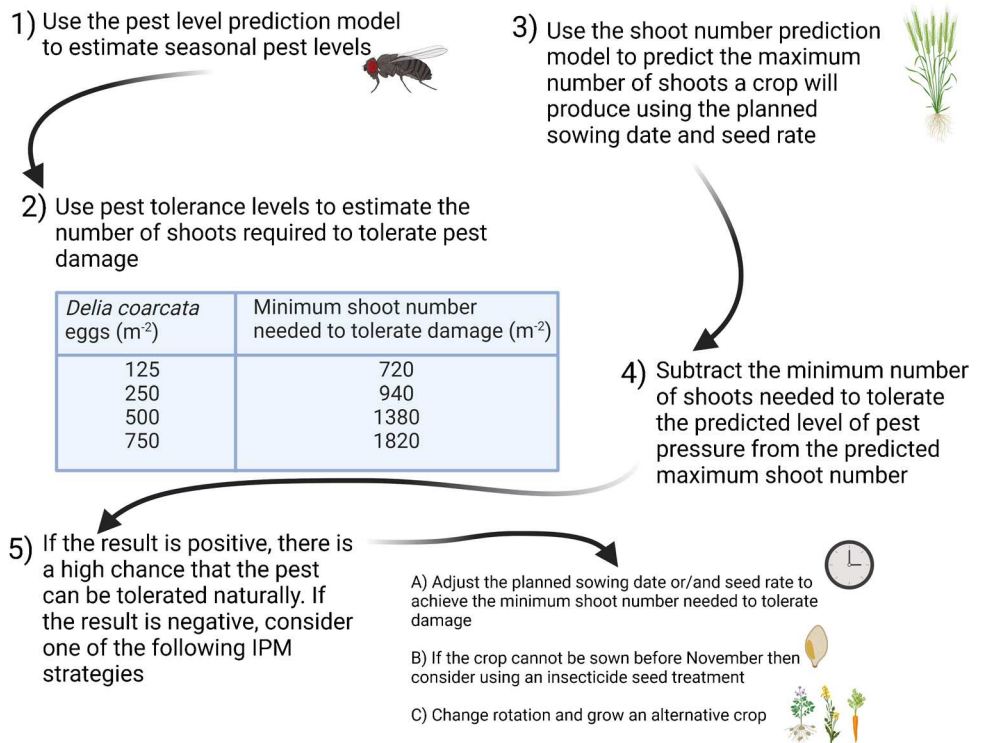 1) Use the pest level prediction model
to estimate seasonal pest levels
2) Use pest tolerance levels to estimate the
number of shoots required to tolerate pest
damage
Delia coarcata
eggs (m⁻²)
Minimum shoot number
needed to tolerate damage (m⁻²)
125 720
250 940
500 1380
750 1820
3) Use the shoot number prediction
model to predict the maximum
number of shoots a crop will
produce using the planned
sowing date and seed rate
4) Subtract the minimum number
of shoots needed to tolerate
the predicted level of pest
pressure from the predicted
maximum shoot number
5) If the result is positive, there is
a high chance that the pest
can be tolerated naturally. If
the result is negative, consider
one of the following IPM
strategies
A) Adjust the planned sowing date or/and seed rate to
achieve the minimum shoot number needed to tolerate
damage
B) If the crop cannot be sown before November then
consider using an insecticide seed treatment
C) Change rotation and grow an alternative crop